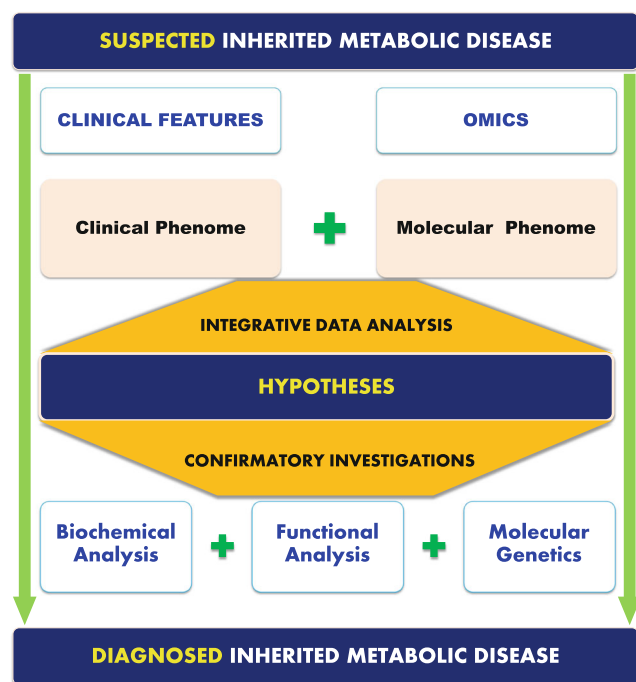 SUSPECTED INHERITED METABOLIC DISEASE
CLINICAL FEATURES
OMICS
Clinical Phenome
Molecular Phenome
INTEGRATIVE DATA ANALYSIS
HYPOTHESES
CONFIRMATORY INVESTIGATIONS
Biochemical
Analysis
Functional
Analysis
Molecular
Genetics
DIAGNOSED INHERITED METABOLIC DISEASE